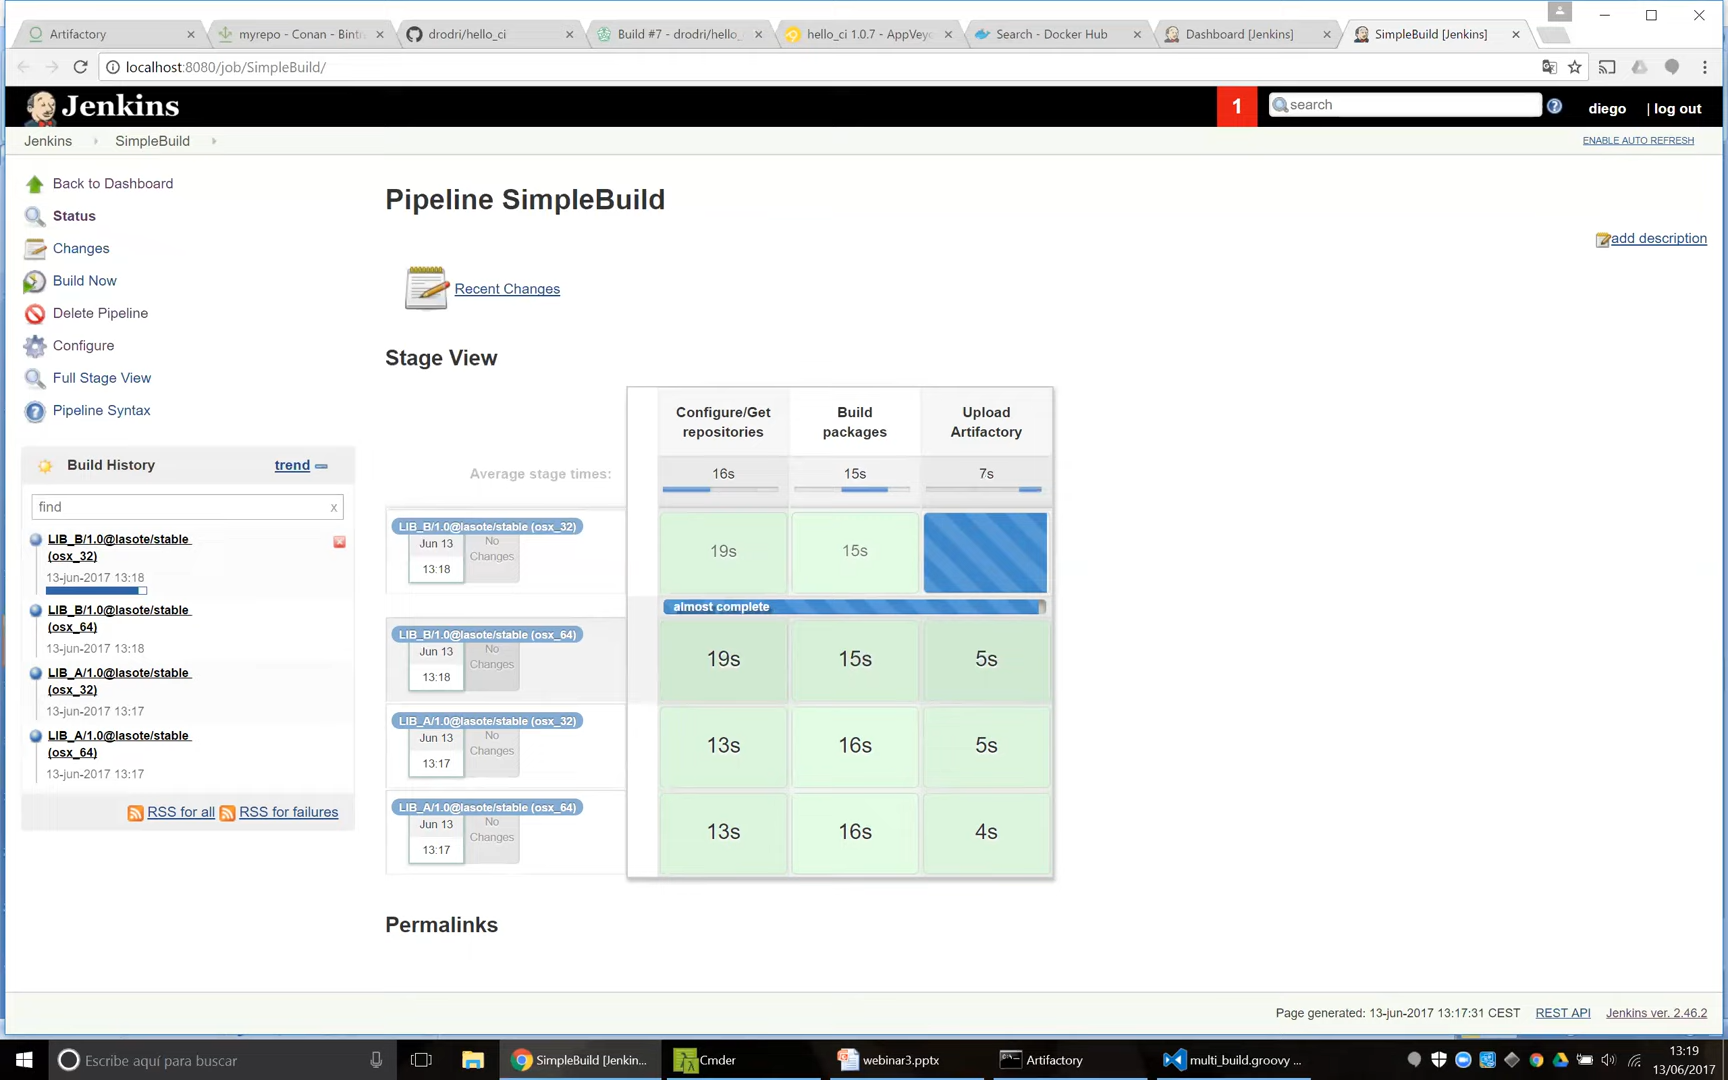 Artifactory
myrepo - Conan - Bintr
drodri/hello_ci
Build #7 - drodri/hello_
hello_ci 1.0.7 - AppVeyo
Search - Docker Hub
Dashboard [Jenkins]
SimpleBuild [Jenkins]
localhost:8080/job/SimpleBuild/
Jenkins
1
search
diego
| log out
Jenkins
SimpleBuild
ENABLE AUTO REFRESH
Back to Dashboard
Status
Changes
Build Now
Delete Pipeline
Configure
Full Stage View
Pipeline Syntax
Build History
trend
find
x
LIB_B/1.0@lasote/stable
(osx_32)
13-jun-2017 13:18
LIB_B/1.0@lasote/stable
(osx_64)
13-jun-2017 13:18
LIB_A/1.0@lasote/stable
(osx_32)
13-jun-2017 13:17
LIB_A/1.0@lasote/stable
(osx_64)
13-jun-2017 13:17
RSS for all
RSS for failures
Pipeline SimpleBuild
add description
Recent Changes
Stage View
Configure/Get
repositories
Build
packages
Upload
Artifactory
Average stage times:
16s
15s
7s
LIB_B/1.0@lasote/stable (osx_32)
Jun 13
13:18
No
Changes
19s
15s
almost complete
LIB_B/1.0@lasote/stable (osx_64)
Jun 13
13:18
No
Changes
19s
15s
5s
LIB_A/1.0@lasote/stable (osx_32)
Jun 13
13:17
No
Changes
13s
16s
5s
LIB_A/1.0@lasote/stable (osx_64)
Jun 13
13:17
No
Changes
13s
16s
4s
Permalinks
Page generated: 13-jun-2017 13:17:31 CEST
REST API
Jenkins ver. 2.46.2
Escribe aquí para buscar
SimpleBuild [Jenkin...
Cmder
webinar3.pptx
Artifactory
multi_build.groovy ...
13:19
13/06/2017